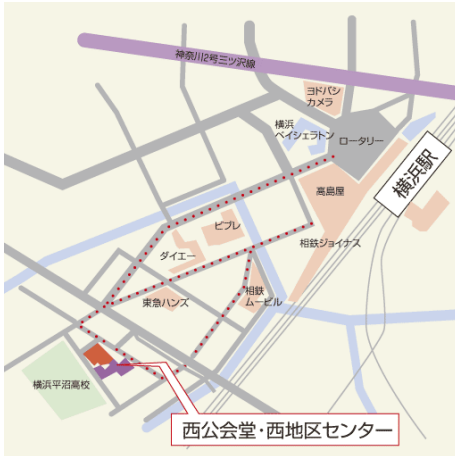 神奈川2号三ツ沢線
ヨドバシ
カメラ
横浜
ベイシェラトン
ロータリー
横浜駅
高島屋
ビブレ
相鉄ジョイナス
ダイエー
東急ハンズ
相鉄
ムービル
横浜平沼高校
西公会堂・西地区センター